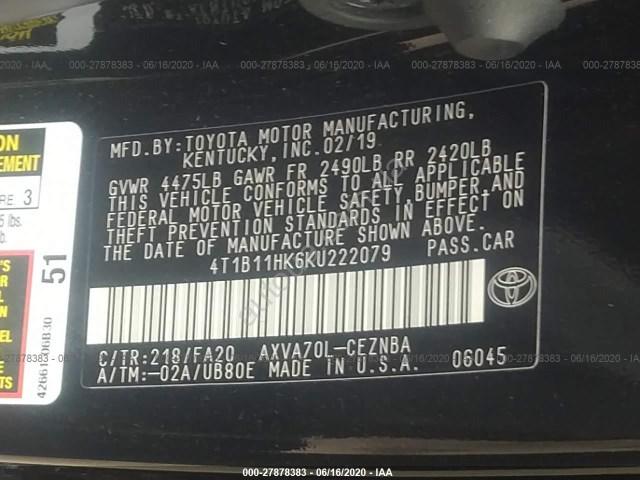 000-27878383 - 06/16/2020 - IAA
MFD.BY:TOYOTA MOTOR MANUFACTURING,
KENTUCKY,INC.02/19
GVWR 4475LB GAWR FR 2490LB RR 2420LB
THIS VEHICLE CONFORMS TO ALL APPLICABLE
FEDERAL MOTOR VEHICLE SAFETY,BUMPER,AND
THEFT PREVENTION STANDARDS IN EFFECT ON
THE DATE OF MANUFACTURE SHOWN ABOVE.
4T1B11HK6KU222079 PASS.CAR
C/TR:218/FA20 AXVA70L-CEZNBA
A/TM:-02A/UB80E MADE IN U.S.A. 06045
3
lbs.
lb.
51
000-27878383 - 06/16/2020 - IAA